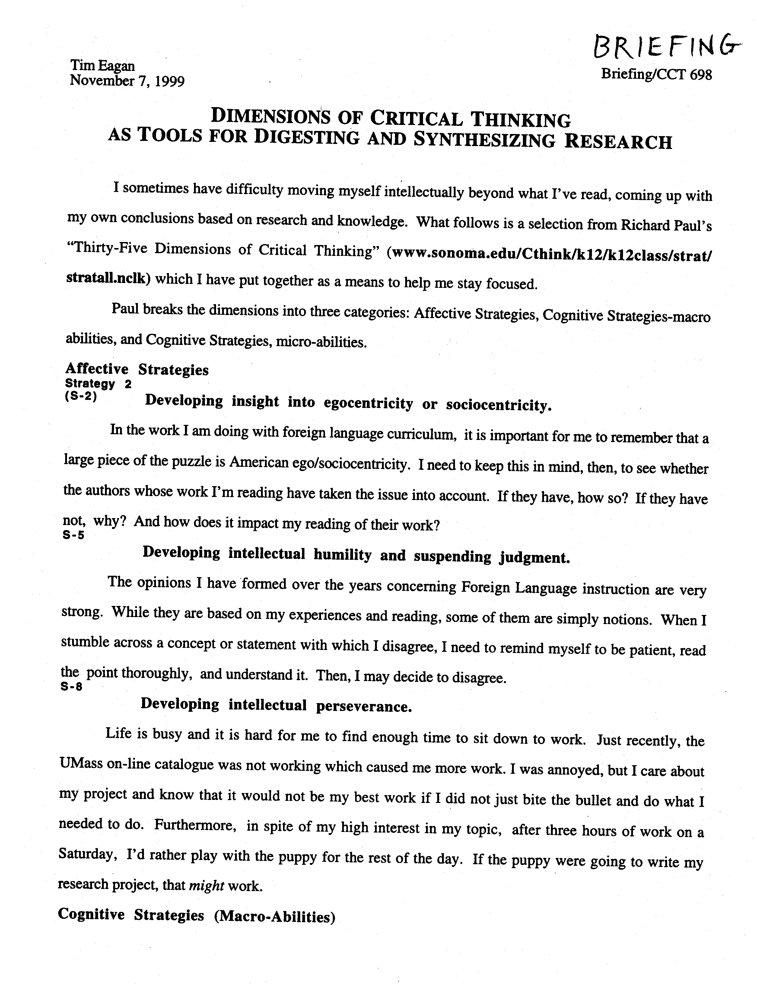 BRIEFING
Tim Eagan
Briefing/CCT 698
November 7, 1999
DIMENSIONS OF CRITICAL THINKING
AS TOOLS FOR DIGESTING AND SYNTHESIZING RESEARCH
I sometimes have difficulty moving myself intellectually beyond what I've read, coming up with
my own conclusions based on research and knowledge. What follows is a selection from Richard Paul's
“Thirty-Five Dimensions of Critical Thinking” (www.sonoma.edu/Cthink/k12/k12class/strat/
stratall.nclk) which I have put together as a means to help me stay focused.
Paul breaks the dimensions into three categories: Affective Strategies, Cognitive Strategies-macro
abilities, and Cognitive Strategies, micro-abilities.
Affective Strategies
Strategy 2
(S-2)
Developing insight into egocentricity or sociocentricity.
In the work I am doing with foreign language curriculum, it is important for me to remember that a
large piece of the puzzle is American ego/sociocentricity. I need to keep this in mind, then, to see whether
the authors whose work I'm reading have taken the issue into account. If they have, how so? If they have
not, why? And how does it impact my reading of their work?
S-5
Developing intellectual humility and suspending judgment.
The opinions I have formed over the years concerning Foreign Language instruction are very
strong. While they are based on my experiences and reading, some of them are simply notions. When I
stumble across a concept or statement with which I disagree, I need to remind myself to be patient, read
the point thoroughly, and understand it. Then, I may decide to disagree.
S-8
Developing intellectual perseverance.
Life is busy and it is hard for me to find enough time to sit down to work. Just recently, the
UMass on-line catalogue was not working which caused me more work. I was annoyed, but I care about
my project and know that it would not be my best work if I did not just bite the bullet and do what I
needed to do. Furthermore, in spite of my high interest in my topic, after three hours of work on a
Saturday, I'd rather play with the puppy for the rest of the day. If the puppy were going to write my
research project, that might work.
Cognitive Strategies (Macro-Abilities)